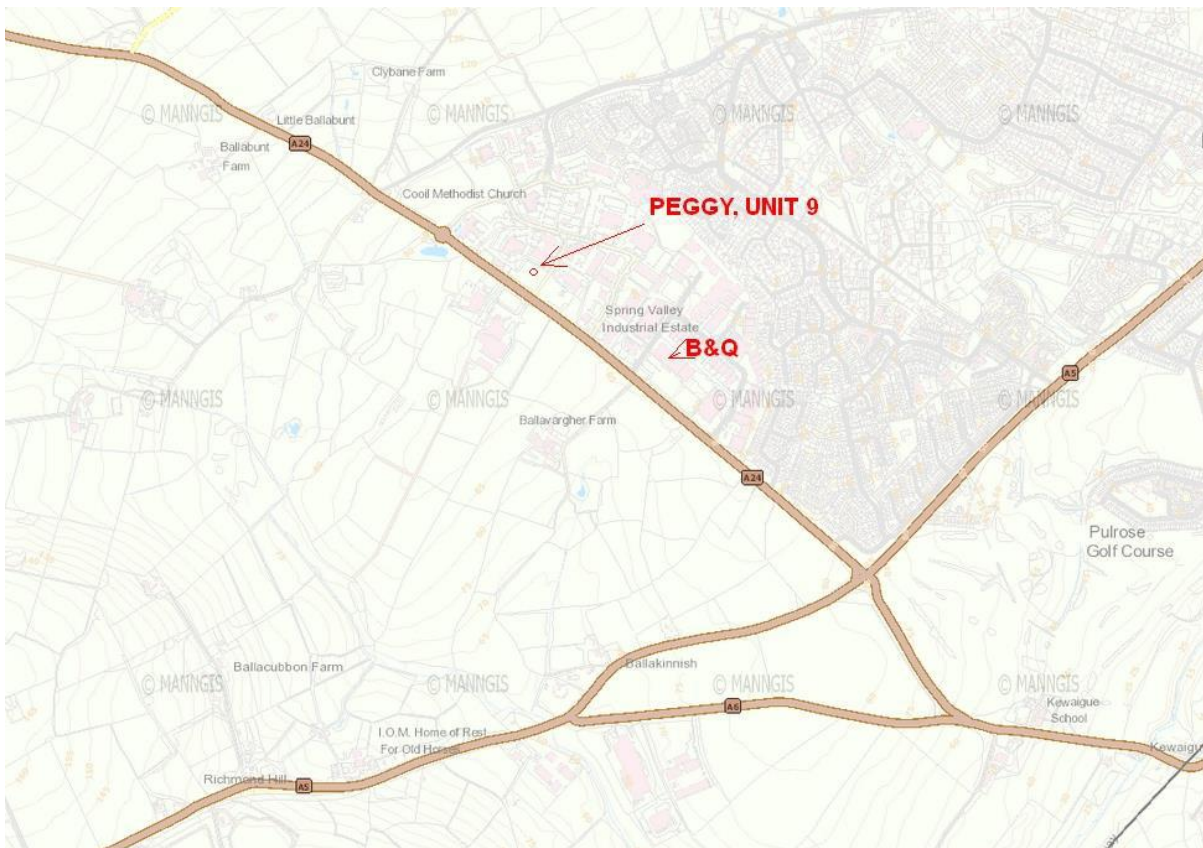 Clybane Farm
© MANNGIS
© MANNGIS
© MANNGIS
© MANNGIS
Little Ballabunt
A24
Ballabunt
Farm
Cooil Methodist Church
PEGGY, UNIT 9
Spring Valley
Industrial Estate
B&Q
A5
© MANNGIS
© MANNGIS
© MANNGIS
© MANNGIS
Ballavargher Farm
A24
Pulrose
Golf Course
Ballacubbon Farm
Ballakinnish
© MANNGIS
© MANNGIS
© MANNGIS
© MANNGIS
Kewaigue
School
A6
I.O.M. Home of Rest
For Old Horses
Kewaigu
Richmond Hill
A5